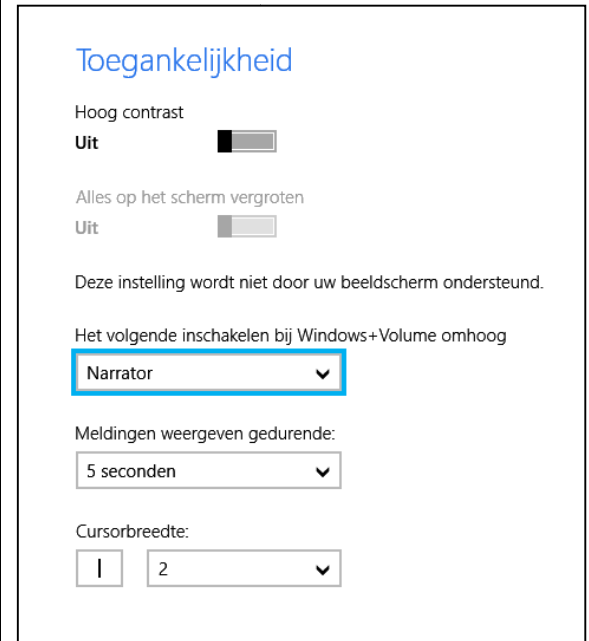 Toegankelijkheid
Hoog contrast
Uit
Alles op het scherm vergroten
Uit
Deze instelling wordt niet door uw beeldscherm ondersteund.
Het volgende inschakelen bij Windows+Volume omhoog
Narrator
Meldingen weergeven gedurende:
5 seconden
Cursorbreedte:
2